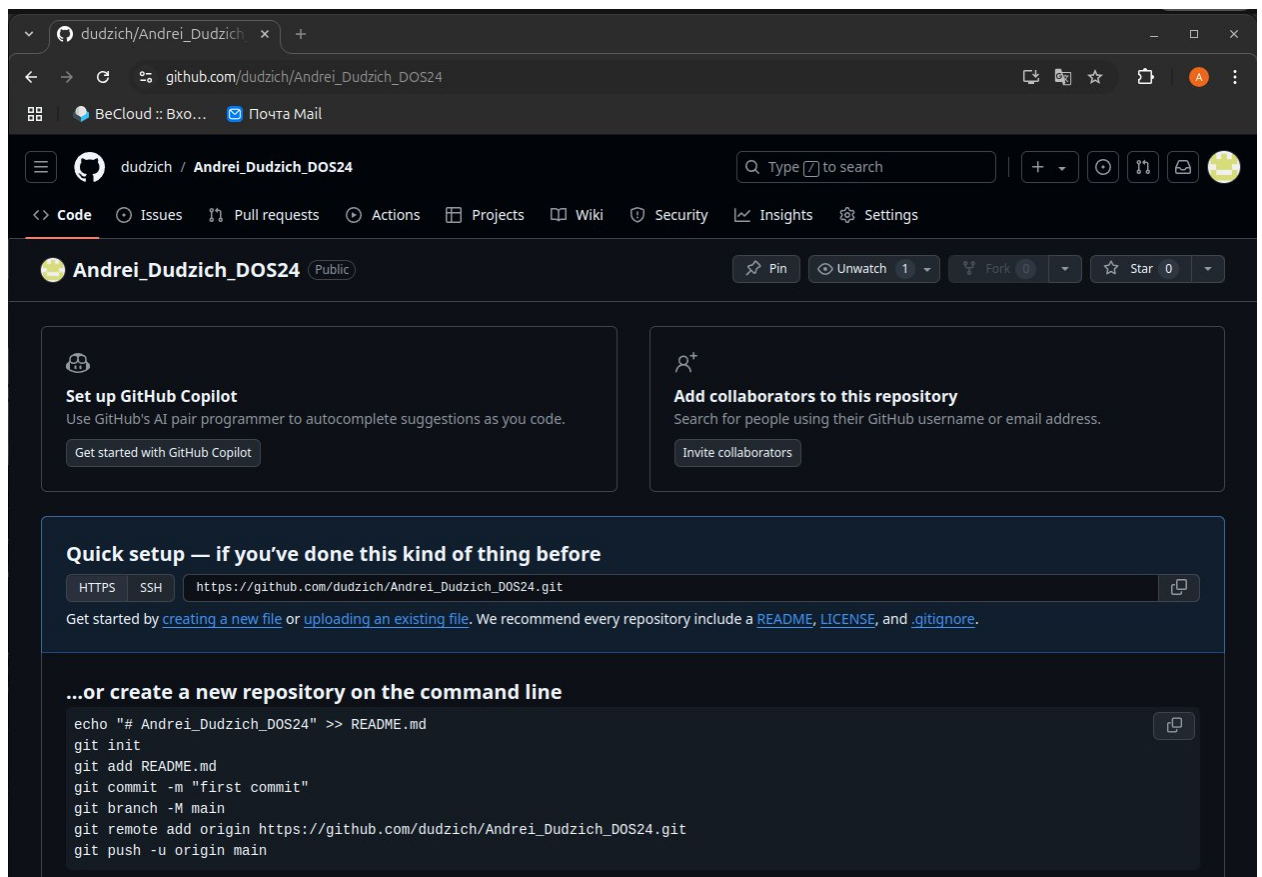 dudzich/Andrei_Dudzich_
github.com/dudzich/Andrei_Dudzich_DOS24
A
BeCloud :: Вхо... Почта Mail
dudzich / Andrei_Dudzich_DOS24 Type / to search
Code Issues Pull requests Actions Projects Wiki Security Insights Settings
Andrei_Dudzich_DOS24 Public Pin Unwatch 1 Fork 0 Star 0
Set up GitHub Copilot
Use GitHub's AI pair programmer to autocomplete suggestions as you code.
Get started with GitHub Copilot
Add collaborators to this repository
Search for people using their GitHub username or email address.
Invite collaborators
Quick setup — if you’ve done this kind of thing before
HTTPS SSH https://github.com/dudzich/Andrei_Dudzich_DOS24.git
Get started by creating a new file or uploading an existing file. We recommend every repository include a README, LICENSE, and .gitignore.
...or create a new repository on the command line
echo "# Andrei_Dudzich_DOS24" >> README.md
git init
git add README.md
git commit -m "first commit"
git branch -M main
git remote add origin https://github.com/dudzich/Andrei_Dudzich_DOS24.git
git push -u origin main